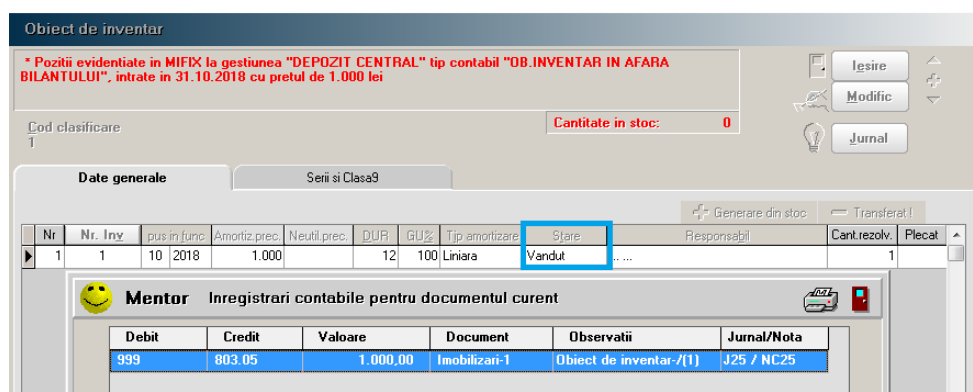 Obiect de inventar
* Pozitii evidentiate in MIFIX la gestiunea "DEPOZIT CENTRAL" tip contabil "OB.INVENTAR IN AFARA
BILANTULUI", intrate in 31.10.2018 cu pretul de 1.000 lei
Iesire
Modific
Cantitate in stoc: 0
Cod clasificare
1
Jurnal
Date generale Serii si Clasa9
Generare din stoc Transferat !
Nr Nr. Inv pus in func Amortiz.prec. Neutil.prec. DUR GU% Tip amortizare Stare Responsabil Cant.rezolv. Plecat
1 1 10 2018 1.000 12 100 Liniara Vandut .. ... 1
Mentor Inregistrari contabile pentru documentul curent
Debit Credit Valoare Document Observatii Jurnal/Nota
999 803.05 1.000,00 Imobilizari-1 Obiect de inventar-/(1) J25 / NC25